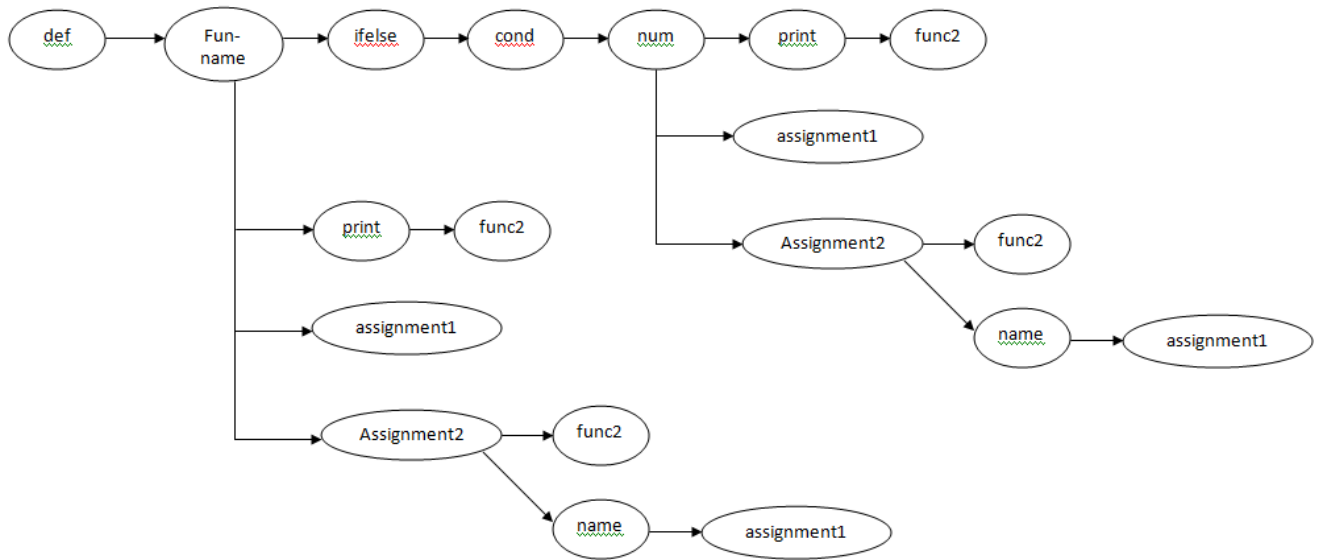 def
Fun-
name
ifelse
cond
num
print
func2
assignment1
print
func2
Assignment2
func2
assignment1
name
assignment1
Assignment2
func2
name
assignment1